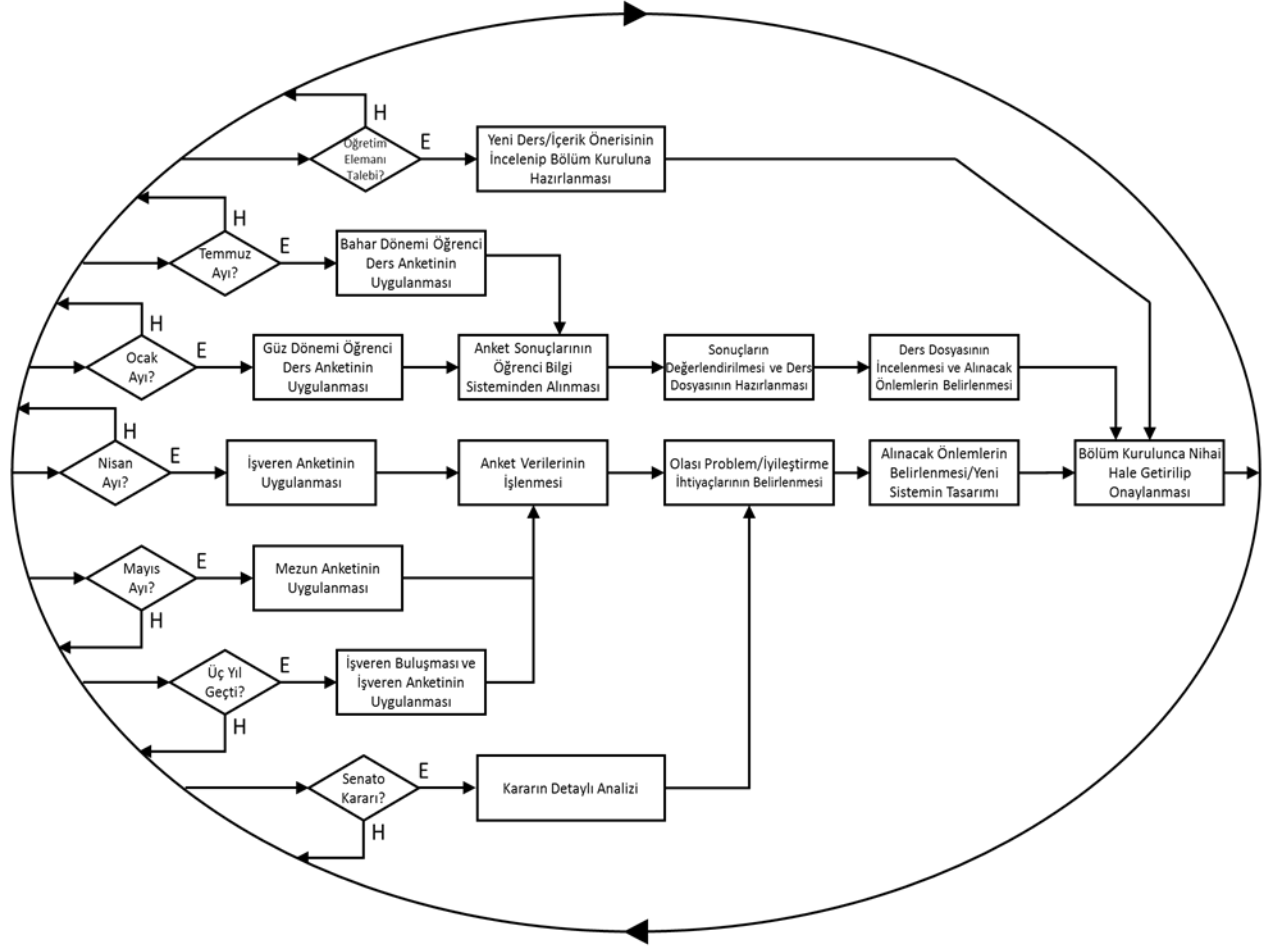 H
Öğretim
Elemanı
Talebi?
E
Yeni Ders/İçerik Önerisinin
İncelenip Bölüm Kuruluna
Hazırlanması
H
Temmuz
Ayı?
E
Bahar Dönemi Öğrenci
Ders Anketinin
Uygulanması
H
Ocak
Ayı?
E
Güz Dönemi Öğrenci
Ders Anketinin
Uygulanması
Anket Sonuçlarının
Öğrenci Bilgi
Sisteminden Alınması
Sonuçların
Değerlendirilmesi ve Ders
Dosyasının Hazırlanması
Ders Dosyasının
İncelenmesi ve Alınacak
Önlemlerin Belirlenmesi
H
Nisan
Ayı?
E
İşveren Anketinin
Uygulanması
Anket Verilerinin
İşlenmesi
Olası Problem/İyileştirme
İhtiyaçlarının Belirlenmesi
Alınacak Önlemlerin
Belirlenmesi/Yeni
Sistemin Tasarımı
Bölüm Kurulunca Nihai
Hale Getirilip
Onaylanması
Mayıs
Ayı?
E
H
Mezun Anketinin
Uygulanması
Üç Yıl
Geçti?
E
H
İşveren Buluşması ve
İşveren Anketinin
Uygulanması
Senato
Kararı?
E
H
Kararın Detaylı Analizi